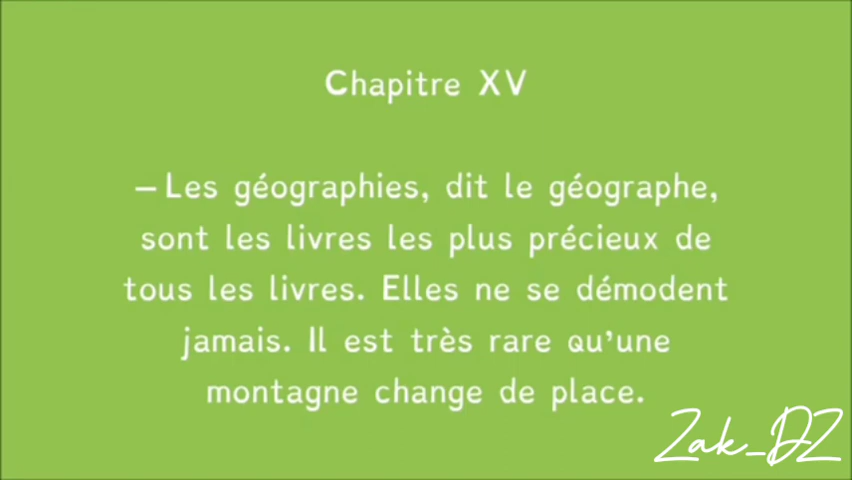 Chapitre XV
– Les géographies, dit le géographe,
sont les livres les plus précieux de
tous les livres. Elles ne se démodent
jamais. Il est très rare qu’une
montagne change de place.
Zak_DZ